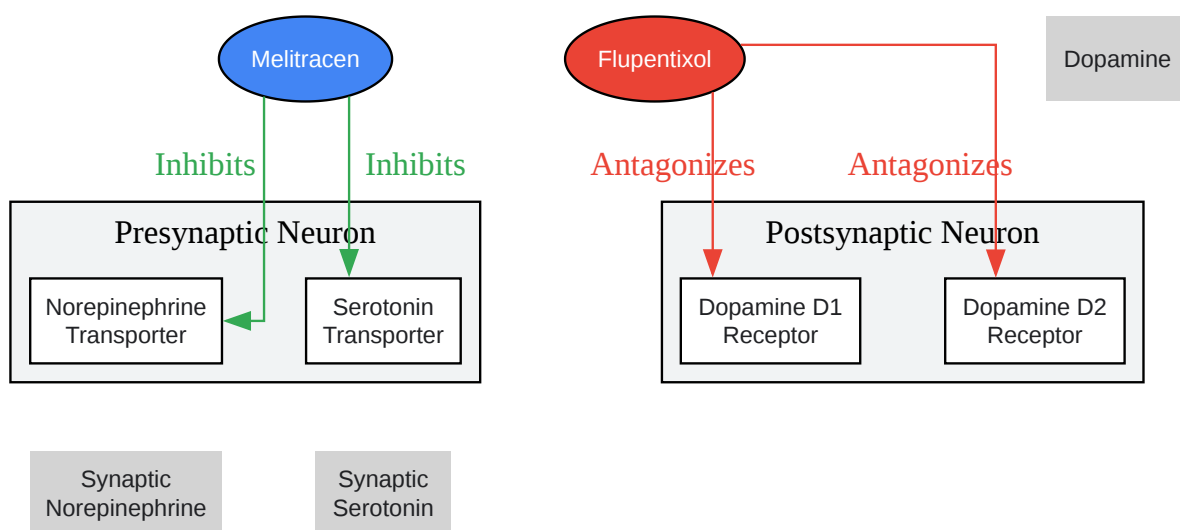 Melitracen
Flupentixol
Dopamine
Inhibits
Inhibits
Antagonizes
Antagonizes
Presynaptic Neuron
Postsynaptic Neuron
Norepinephrine
Transporter
Serotonin
Transporter
Dopamine D1
Receptor
Dopamine D2
Receptor
Synaptic
Norepinephrine
Synaptic
Serotonin